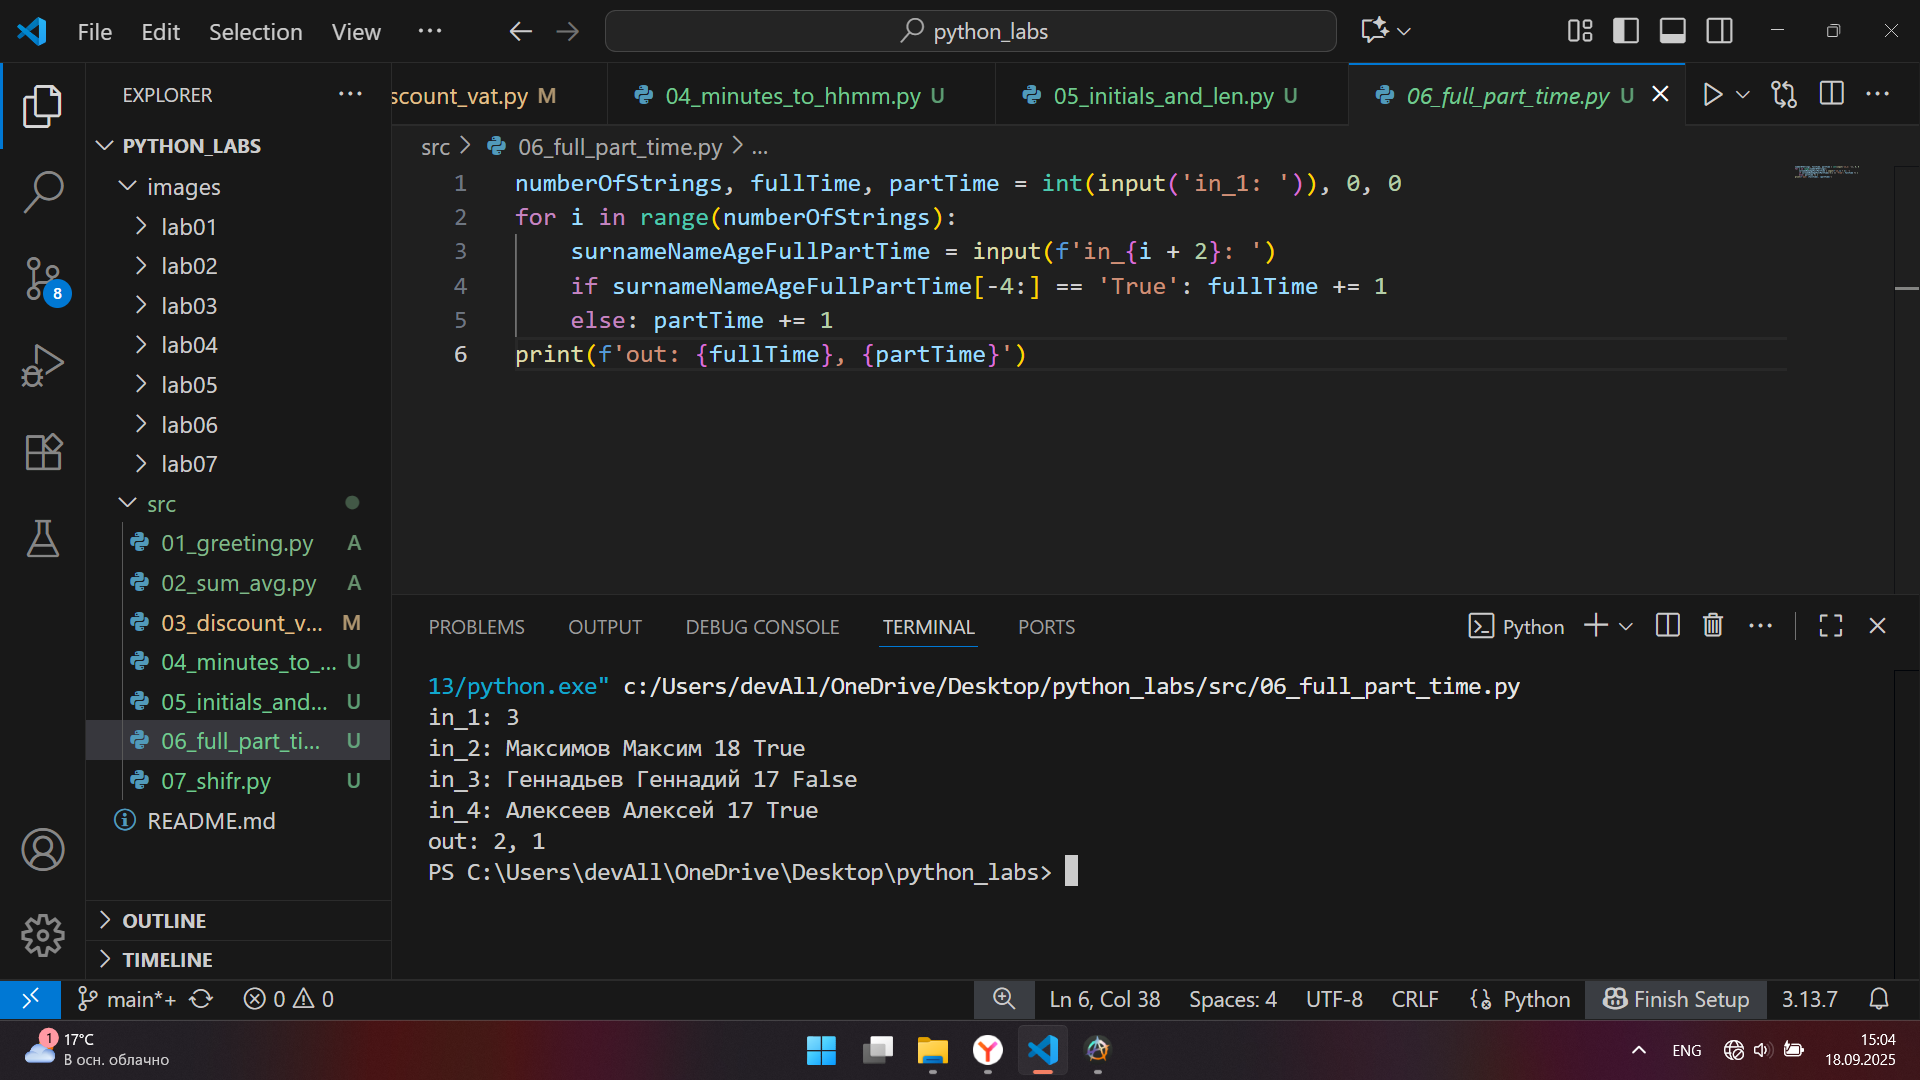 File Edit Selection View ··· python_labs
EXPLORER ···
PYTHON_LABS
images
lab01
lab02
lab03
lab04
lab05
lab06
lab07
src
01_greeting.py A
02_sum_avg.py A
03_discount_v... M
04_minutes_to_... U
05_initials_and... U
06_full_part_ti... U
07_shifr.py U
README.md
OUTLINE
TIMELINE
8
scount_vat.py M 04_minutes_to_hhmm.py U 05_initials_and_len.py U 06_full_part_time.py U
src > 06_full_part_time.py > ...
1 numberOfStrings, fullTime, partTime = int(input('in_1: ')), 0, 0
2 for i in range(numberOfStrings):
3 surnameNameAgeFullPartTime = input(f'in_{i + 2}: ')
4 if surnameNameAgeFullPartTime[-4:] == 'True': fullTime += 1
5 else: partTime += 1
6 print(f'out: {fullTime}, {partTime}')
PROBLEMS OUTPUT DEBUG CONSOLE TERMINAL PORTS Python
13/python.exe" c:/Users/devAll/OneDrive/Desktop/python_labs/src/06_full_part_time.py
in_1: 3
in_2: Максимов Максим 18 True
in_3: Геннадьев Геннадий 17 False
in_4: Алексеев Алексей 17 True
out: 2, 1
PS C:\Users\devAll\OneDrive\Desktop\python_labs>
main*+ 0 0 Ln 6, Col 38 Spaces: 4 UTF-8 CRLF Python Finish Setup 3.13.7
1 17°C
В осн. облачно
ENG
15:04
18.09.2025